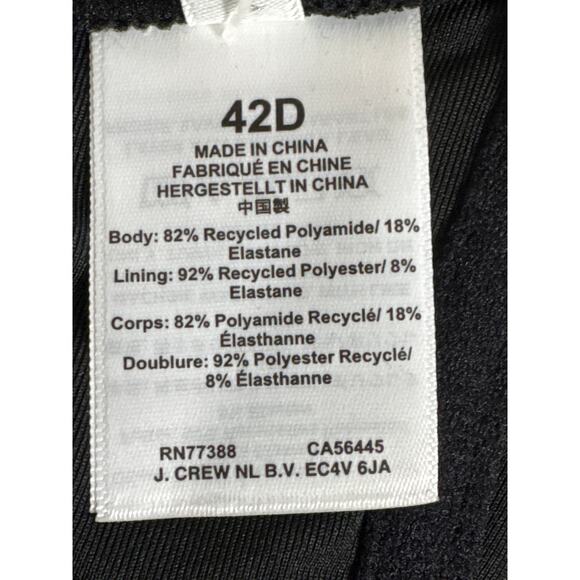 42D
MADE IN CHINA
FABRIQUÉ EN CHINE
HERGESTELLT IN CHINA
中国製
Body: 82% Recycled Polyamide/ 18%
Elastane
Lining: 92% Recycled Polyester/ 8%
Elastane
Corps: 82% Polyamide Recyclé/ 18%
Élasthanne
Doublure: 92% Polyester Recyclé/
8% Élasthanne
RN77388 CA56445
J. CREW NL B.V. EC4V 6JA